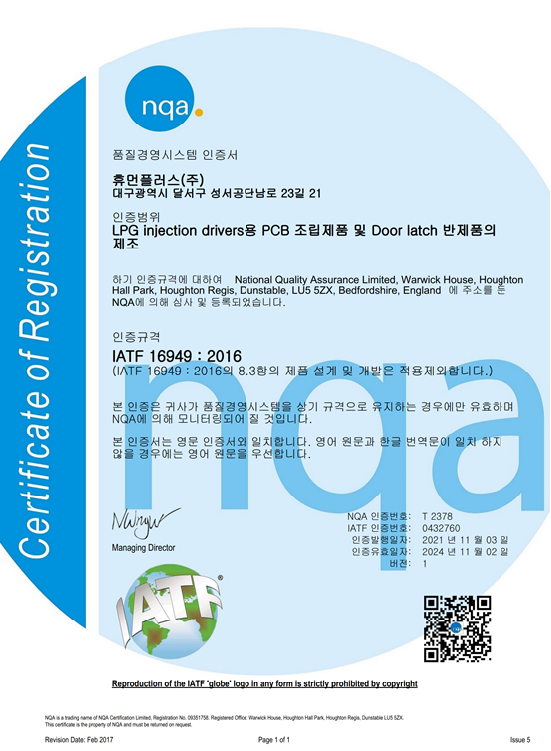 Certificate of Registration
nqa.
품질경영시스템 인증서
휴먼플러스(주)
대구광역시 달서구 성서공단남로 23길 21
인증범위
LPG injection drivers용 PCB 조립제품 및 Door latch 반제품의
제조
하기 인증규격에 대하여 National Quality Assurance Limited, Warwick House, Houghton
Hall Park, Houghton Regis, Dunstable, LU5 5ZX, Bedfordshire, England 에 주소를 둔
NQA에 의해 심사 및 등록되었습니다.
인증규격
IATF 16949 : 2016
(IATF 16949 : 2016의 8.3항의 제품 설계 및 개발은 적용제외합니다.)
본 인증은 귀사가 품질경영시스템을 상기 규격으로 유지하는 경우에만 유효하며
NQA에 의해 모니터링되어 질 것입니다.
본 인증서는 영문 인증서와 일치합니다. 영어 원문과 한글 번역문이 일치 하지
않을 경우에는 영어 원문을 우선합니다.
nqa
Managing Director
NQA 인증번호: T 2378
IATF 인증번호: 0432760
인증발행일자: 2021 년 11 월 03 일
인증유효일자: 2024 년 11 월 02 일
버전: 1
IATF®
nqa
Reproduction of the IATF 'globe' logo in any form is strictly prohibited by copyright
NQA is a trading name of NQA Certification Limited, Registration No. 09351758. Registered Office: Warwick House, Houghton Hall Park, Houghton Regis, Dunstable LU5 5ZX.
This certificate is the property of NQA and must be returned on request.
Revision Date: Feb 2017
Page 1 of 1
Issue 5